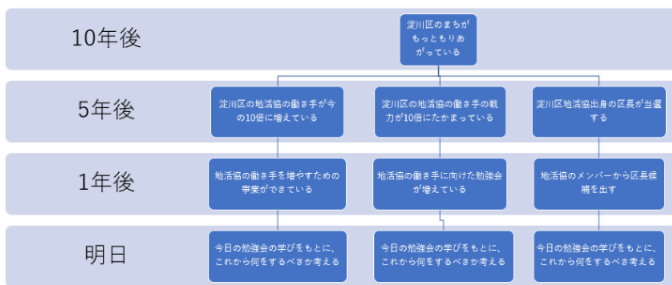 10年後
淀川区のまちが
もっともりあ
がっている
5年後
淀川区の地活協の働き手が今
の10倍に増えている
淀川区の地活協の働き手の戦
力が10倍にたかまっている
淀川区地活協出身の区長が当選
する
1年後
地活協の働き手を増やすための
事業ができている
地活協の働き手に向けた勉強会
が増えている
地活協のメンバーから区長候
補を出す
明日
今日の勉強会の学びをもとに、
これから何をするべきか考える
今日の勉強会の学びをもとに、
これから何をするべきか考える
今日の勉強会の学びをもとに、
これから何をするべきか考える